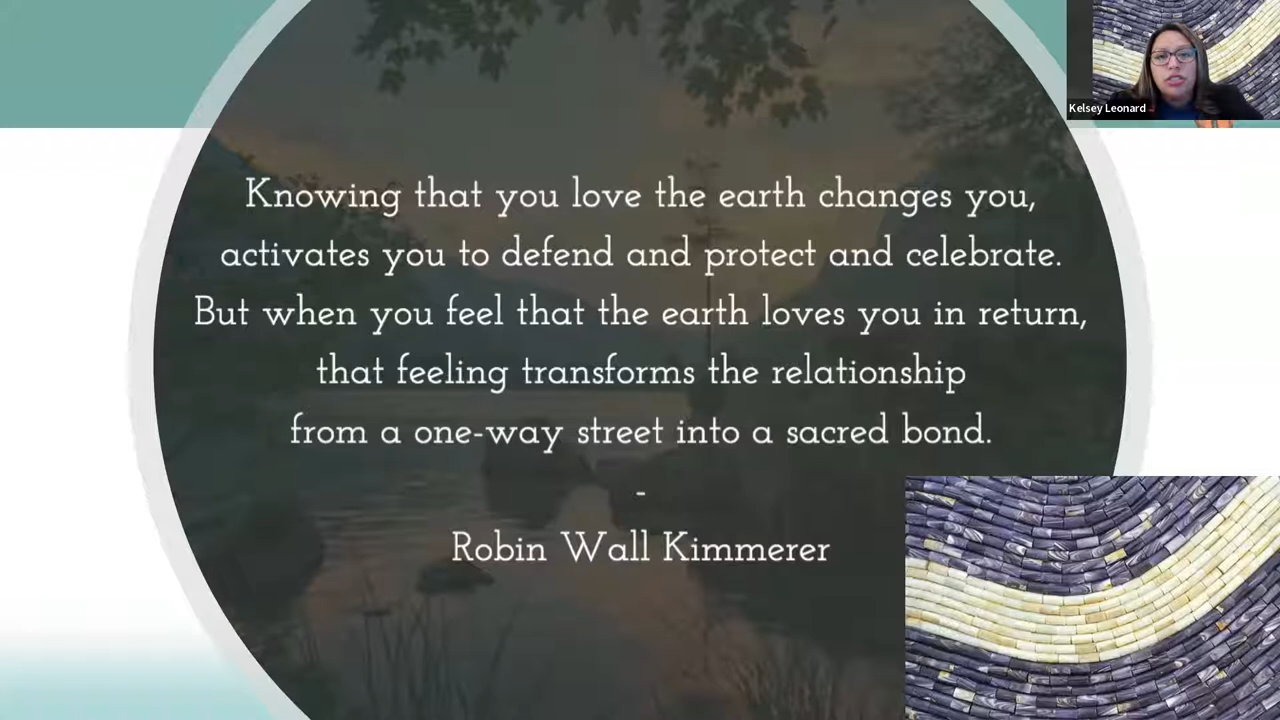 Kelsey Leonard
Knowing that you love the earth changes you,
activates you to defend and protect and celebrate.
But when you feel that the earth loves you in return,
that feeling transforms the relationship
from a one-way street into a sacred bond.
-
Robin Wall Kimmerer